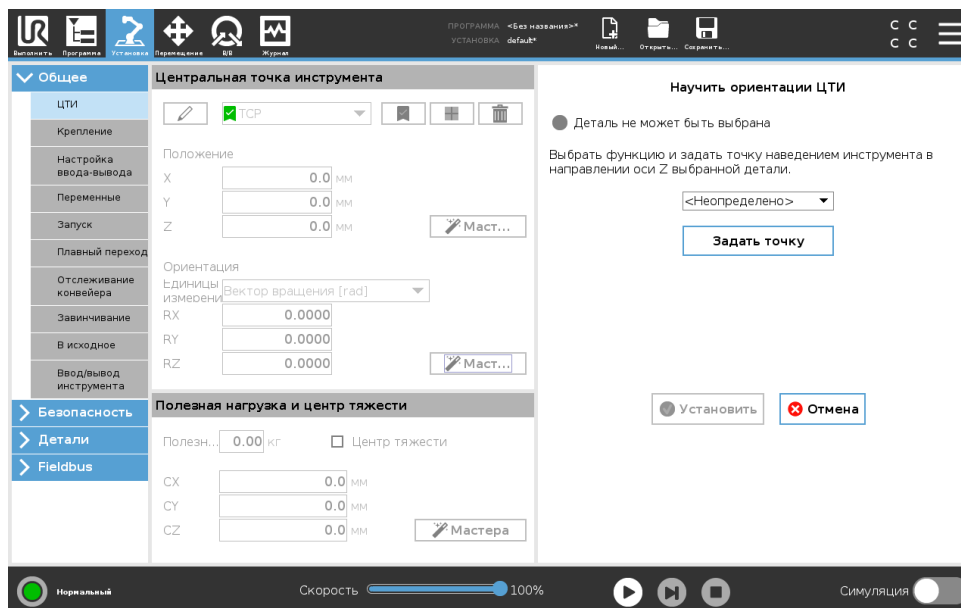 ПРОГРАММА <Без названия>*
УСТАНОВКА default*
Выполнить Программа Установка Перемещение В/В Журнал
Новый... Открыть... Сохранить...
C C
C C
Общее
ЦТИ
Крепление
Настройка
ввода-вывода
Переменные
Запуск
Плавный переход
Отслеживание
конвейера
Завинчивание
В исходное
Ввод/вывод
инструмента
Безопасность
Детали
Fieldbus
Центральная точка инструмента
TCP
Положение
X 0.0 мм
Y 0.0 мм
Z 0.0 мм
Маст...
Ориентация
Единицы
измерени
Вектор вращения [rad]
RX 0.0000
RY 0.0000
RZ 0.0000
Маст...
Полезная нагрузка и центр тяжести
Полезн... 0.00 кг Центр тяжести
CX 0.0 мм
CY 0.0 мм
CZ 0.0 мм
Мастера
Научить ориентации ЦТИ
Деталь не может быть выбрана
Выбрать функцию и задать точку наведением инструмента в
направлении оси Z выбранной детали.
<Неопределено>
Задать точку
Установить Отмена
Нормальный
Скорость 100%
Симуляция